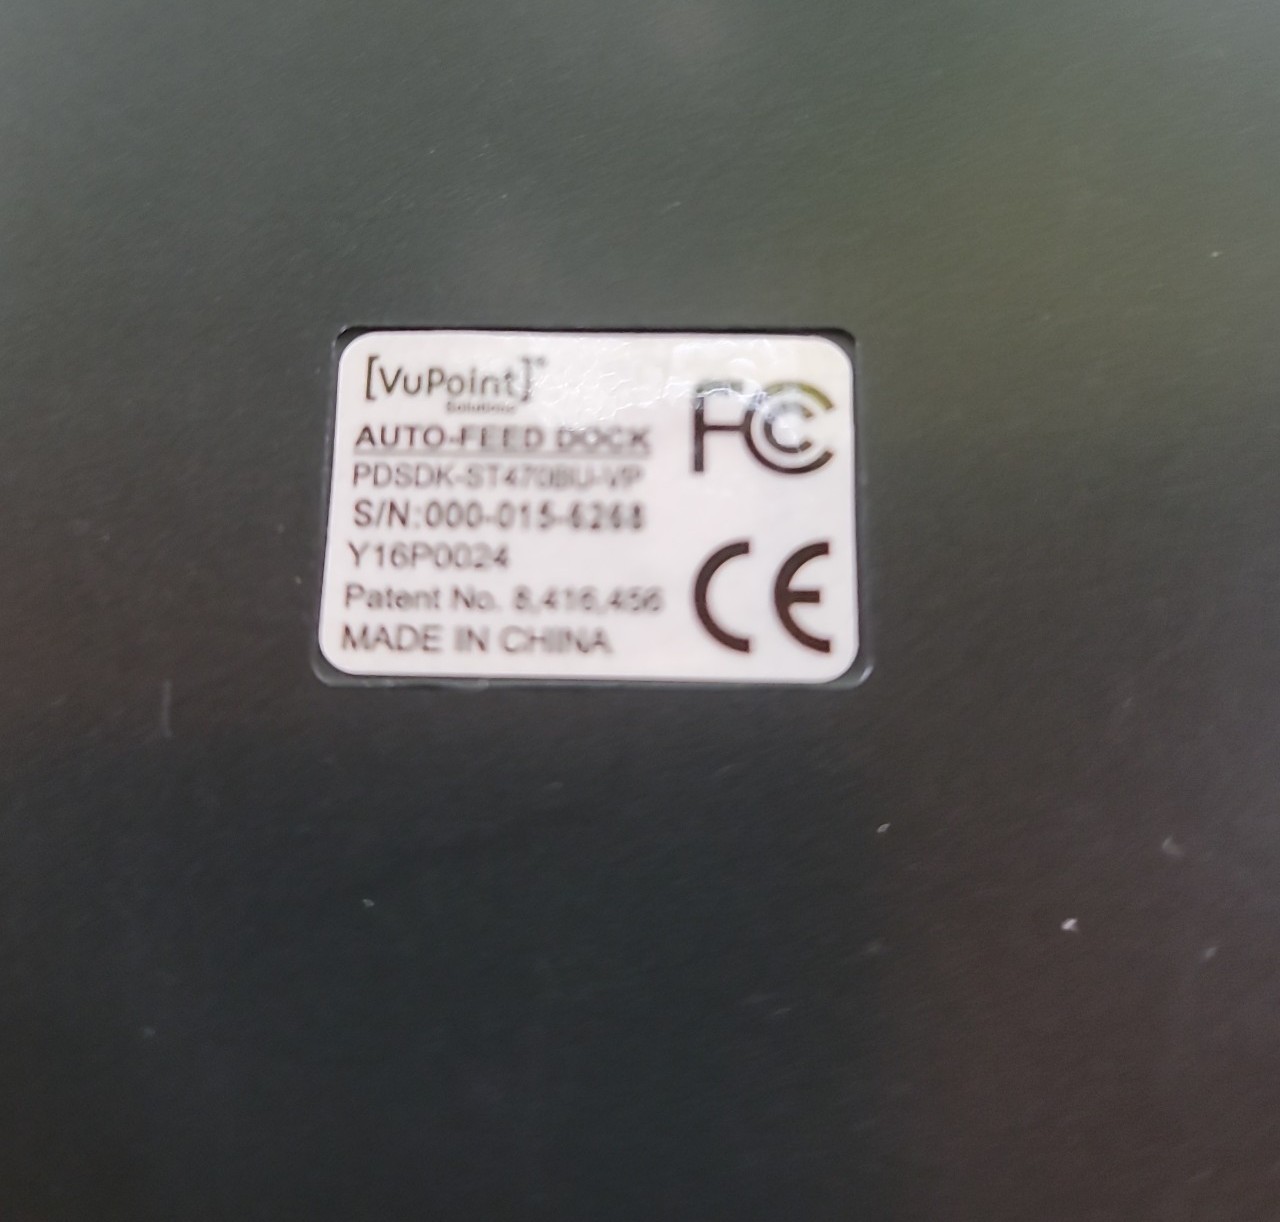 [VuPoint]®
Solutions
AUTO-FEED DOCK
PDSDK-ST470BU-VP
S/N:000-015-6268
Y16P0024
Patent No. 8,416,456
MADE IN CHINA
FC
CE